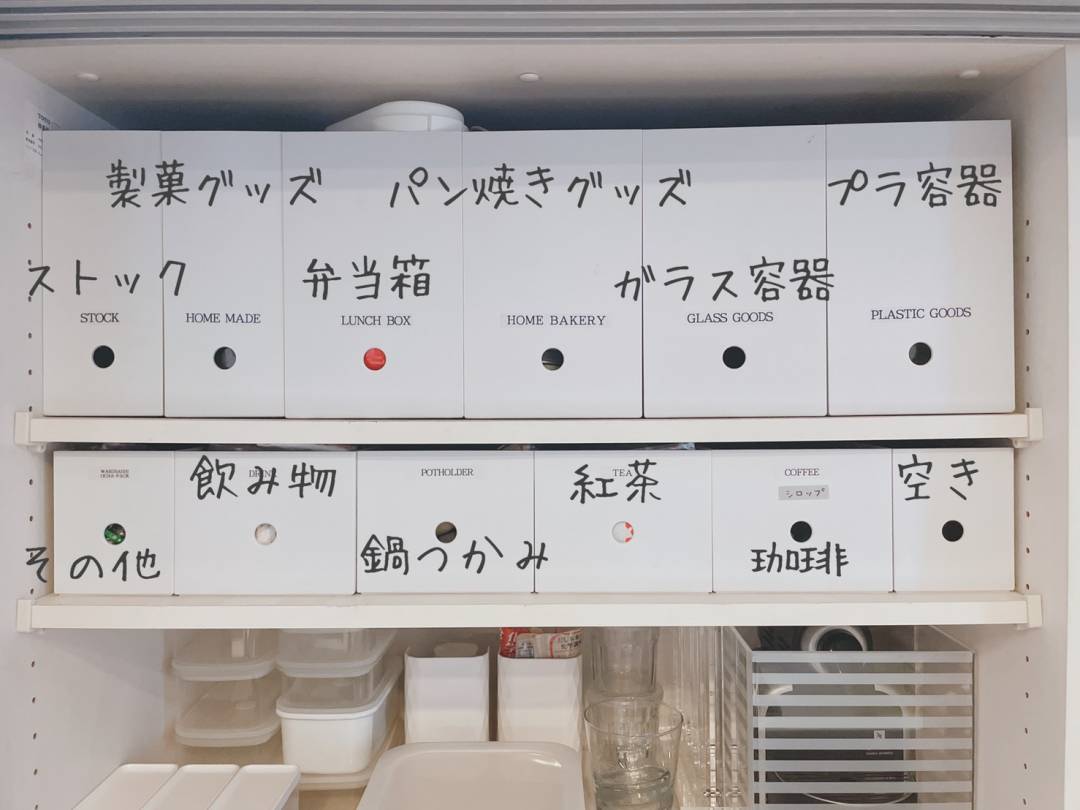 製菓グッズ
パン焼きグッズ
プラ容器
ストック
弁当箱
ガラス容器
STOCK
HOME MADE
LUNCH BOX
HOME BAKERY
GLASS GOODS
PLASTIC GOODS
飲み物
POTHOLDER
紅茶
TEA
COFFEE
シロップ
空き
その他
鍋つかみ
珈琲